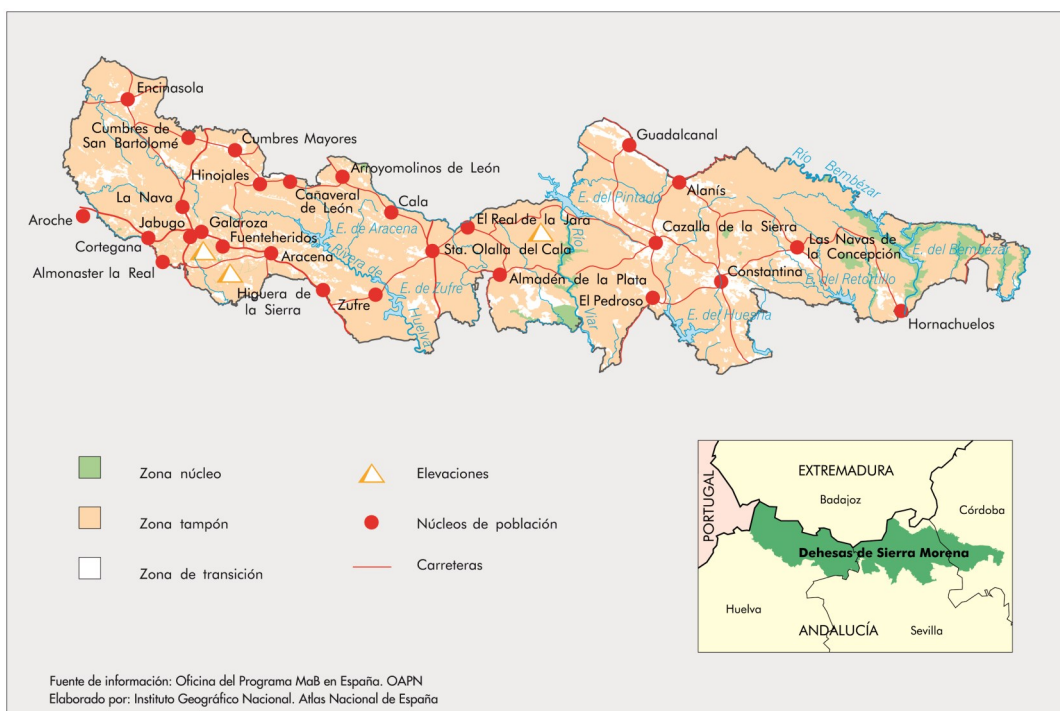 Encinasola
Cumbres de
San Bartolomé
Cumbres Mayores
Hinojales
Arroyomolinos de León
Cañaveral
de León
La Nava
Cala
Aroche
Jabugo
Galaroza
Fuenteheridos
E. de Aracena
Cortegana
Aracena
Almonaster la Real
Rivera de
Huelva
Higuera de
la Sierra
Zufre
E. de Zufre
El Real de la Jara
Sta. Olalla del Cala
Almadén de la Plata
Río
Viar
E. del Pintado
Guadalcanal
Alanís
Cazalla de la Sierra
El Pedroso
Constantina
E. del Huesna
Río Bembézar
Las Navas de
la Concepción
E. del Bembézar
E. del Retortillo
Hornachuelos
Zona núcleo
Zona tampón
Zona de transición
Elevaciones
Núcleos de población
Carreteras
PORTUGAL
EXTREMADURA
Badajoz
Córdoba
Dehesas de Sierra Morena
Huelva
ANDALUCÍA
Sevilla
Fuente de información: Oficina del Programa MaB en España. OAPN
Elaborado por: Instituto Geográfico Nacional. Atlas Nacional de España